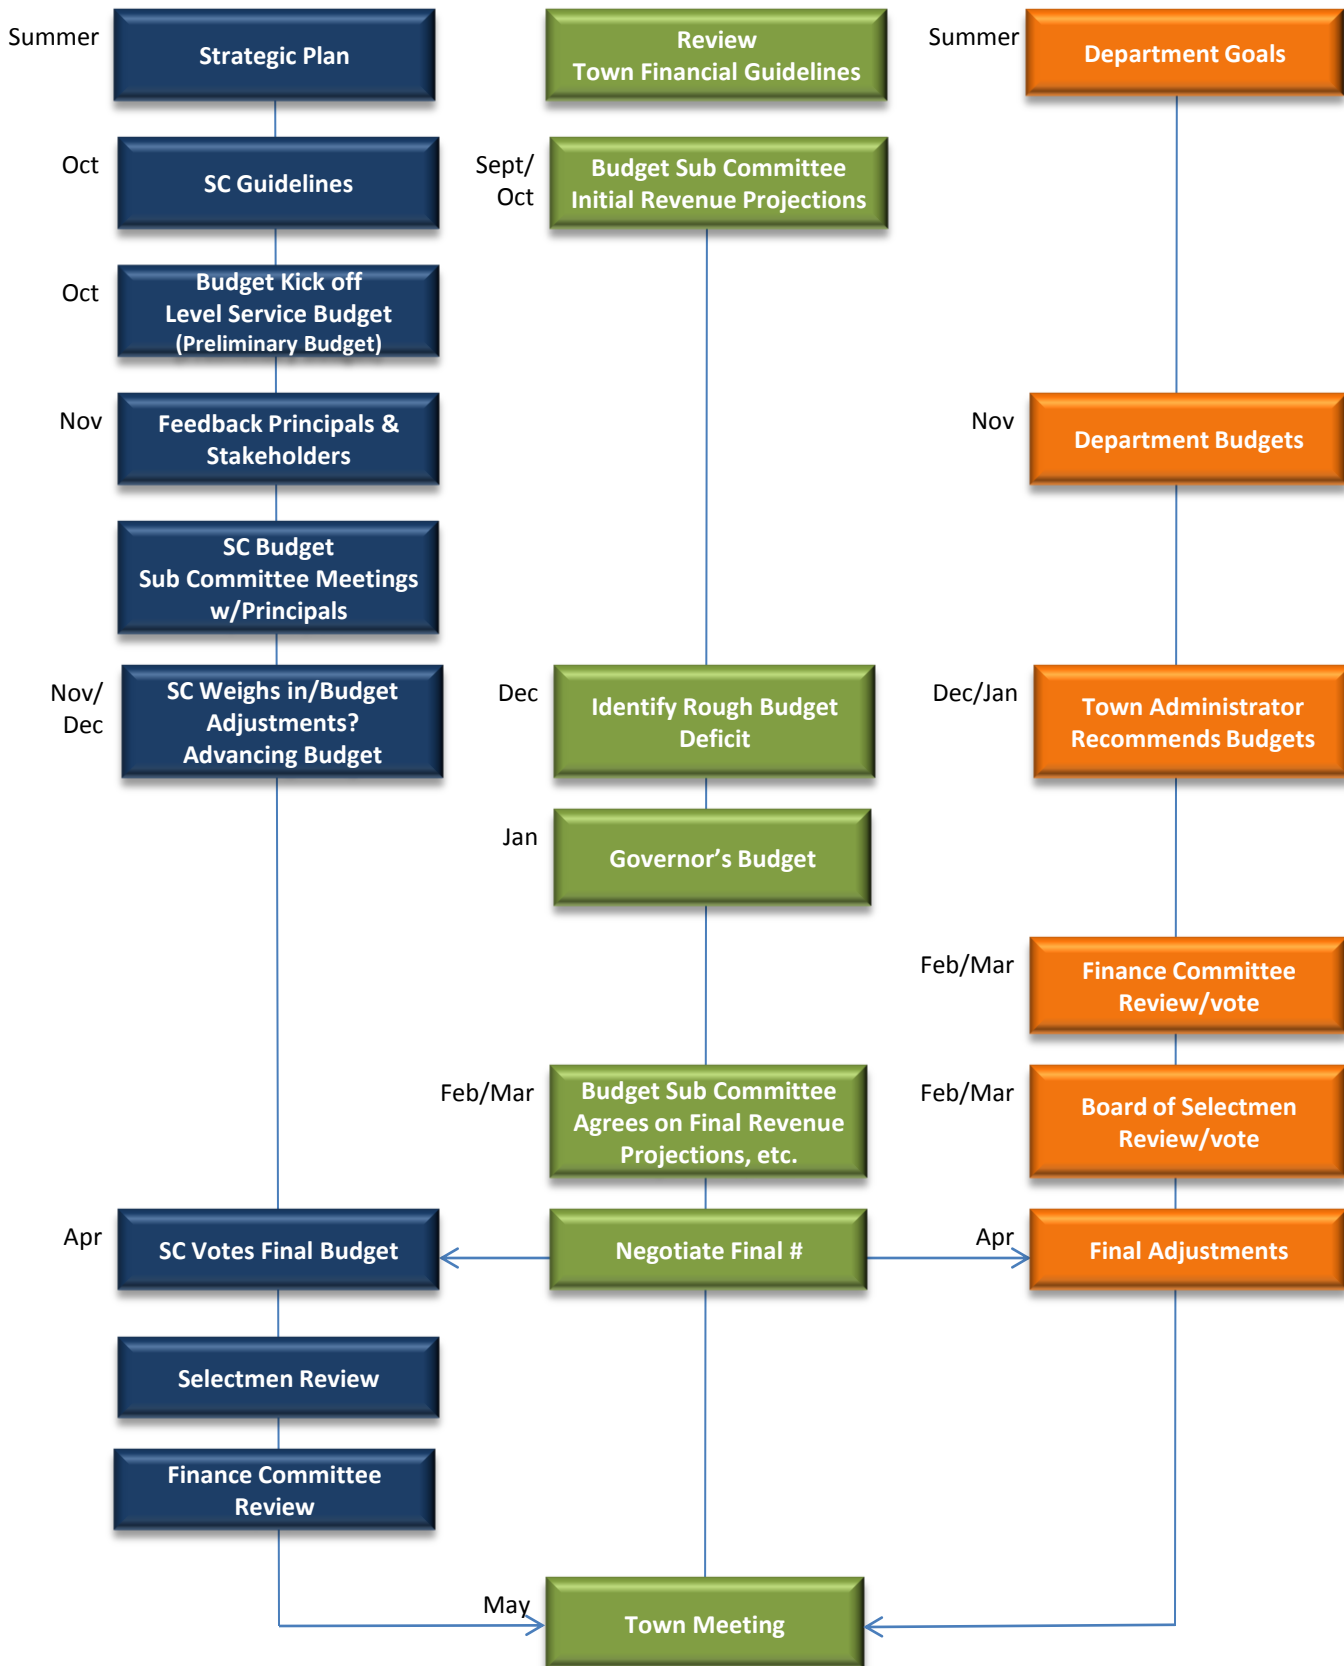 Summer
Strategic Plan
Review
Town Financial Guidelines
Summer
Department Goals
Oct
SC Guidelines
Sept/
Oct
Budget Sub Committee
Initial Revenue Projections
Oct
Budget Kick off
Level Service Budget
(Preliminary Budget)
Nov
Feedback Principals &
Stakeholders
Nov
Department Budgets
SC Budget
Sub Committee Meetings
w/Principals
Nov/
Dec
SC Weighs in/Budget
Adjustments?
Advancing Budget
Dec
Identify Rough Budget
Deficit
Dec/Jan
Town Administrator
Recommends Budgets
Jan
Governor’s Budget
Feb/Mar
Finance Committee
Review/vote
Feb/Mar
Budget Sub Committee
Agrees on Final Revenue
Projections, etc.
Feb/Mar
Board of Selectmen
Review/vote
Apr
SC Votes Final Budget
Negotiate Final #
Apr
Final Adjustments
Selectmen Review
Finance Committee
Review
May
Town Meeting